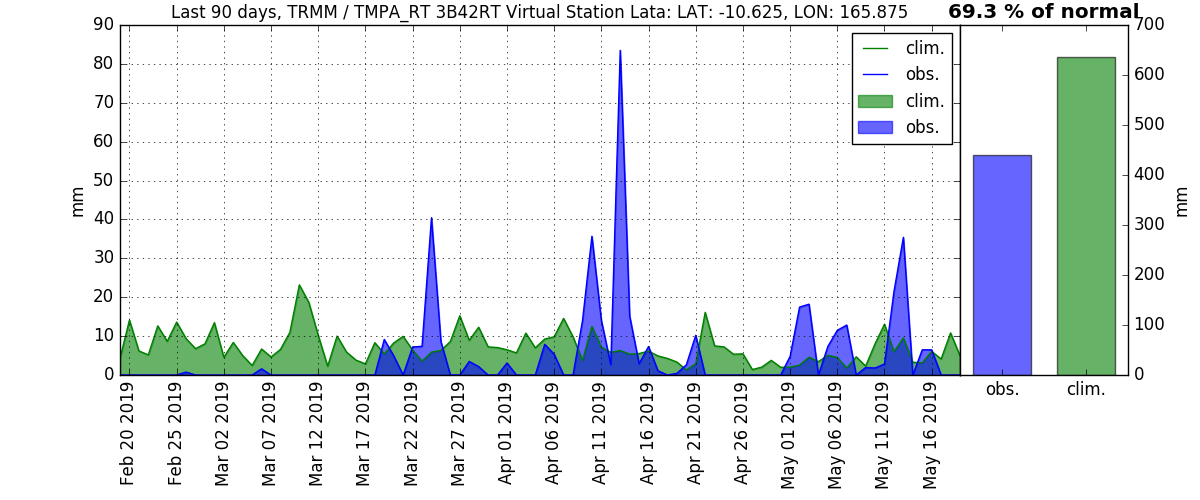 Last 90 days, TRMM / TMPA_RT 3B42RT Virtual Station Lata: LAT: -10.625, LON: 165.875
69.3 % of normal
90
80
70
60
50
40
30
20
10
0
mm
clim.
obs.
clim.
obs.
Feb 20 2019
Feb 25 2019
Mar 02 2019
Mar 07 2019
Mar 12 2019
Mar 17 2019
Mar 22 2019
Mar 27 2019
Apr 01 2019
Apr 06 2019
Apr 11 2019
Apr 16 2019
Apr 21 2019
Apr 26 2019
May 01 2019
May 06 2019
May 11 2019
May 16 2019
700
600
500
400
300
200
100
0
mm
obs.
clim.